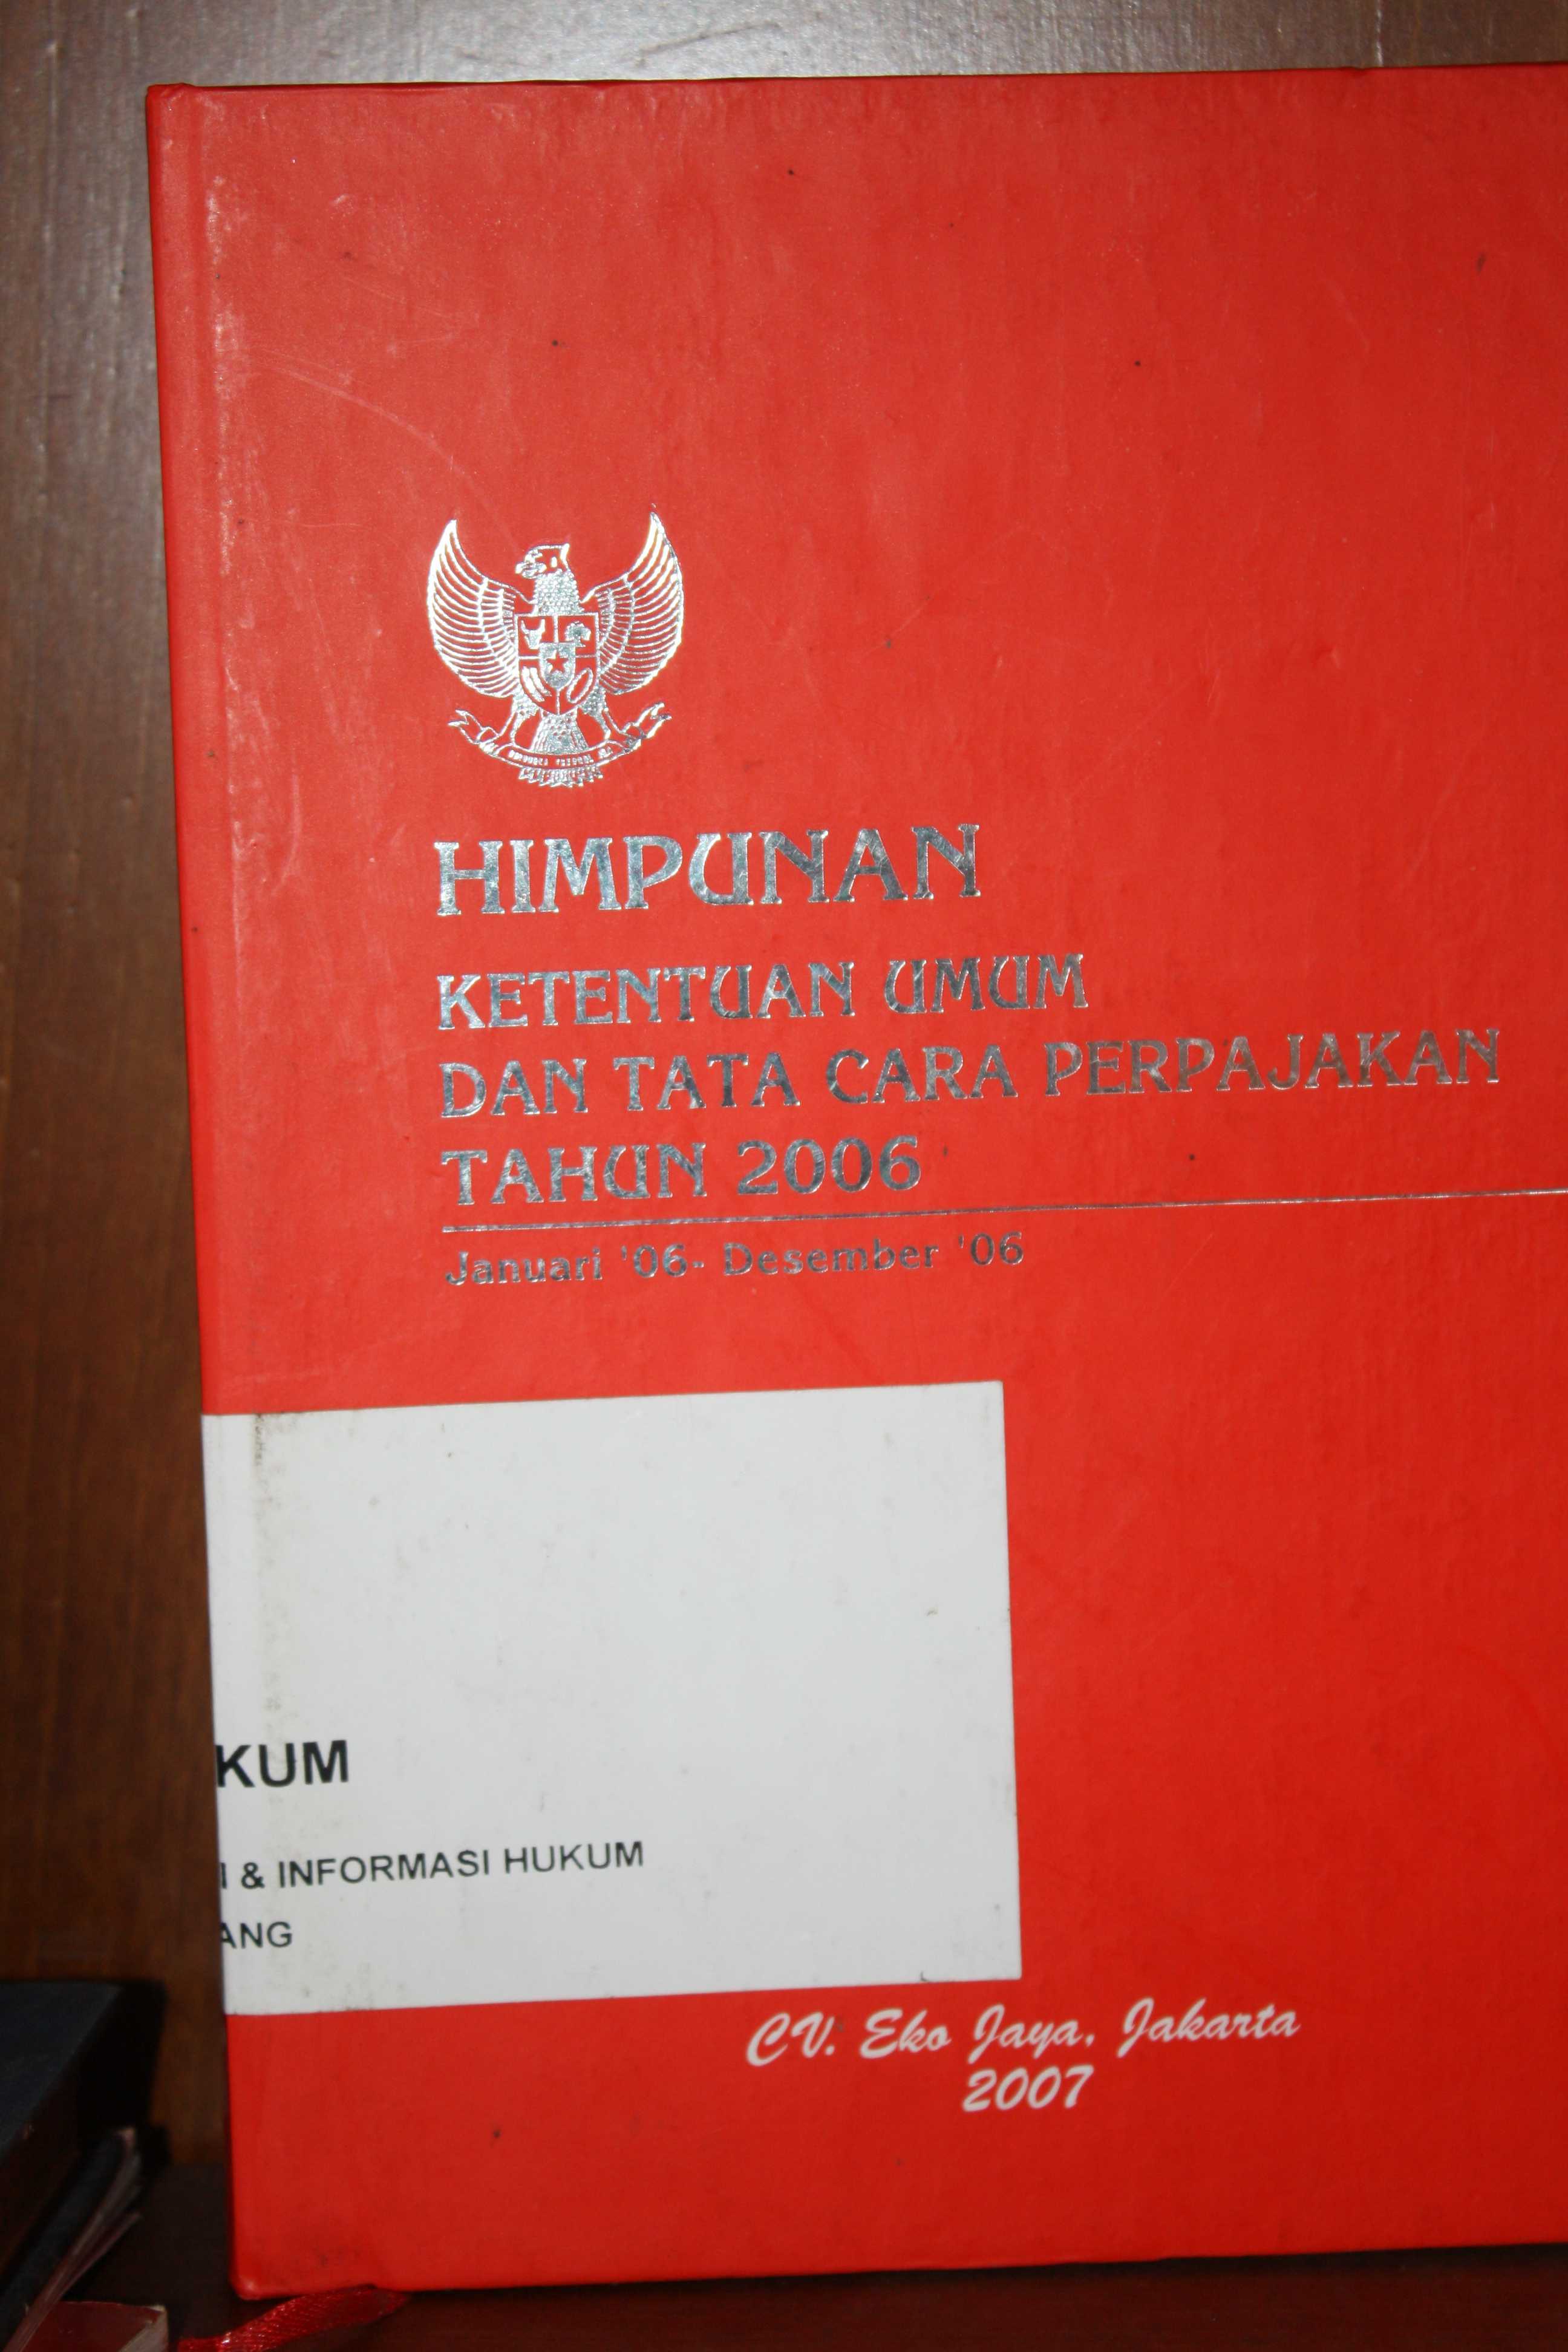 HIMPUNAN
KETENTUAN UMUM
DAN TATA CARA PERPAJAKAN
TAHUN 2006
Januari '06- Desember '06
KUM
I & INFORMASI HUKUM
ANG
CV. Eko Jaya, Jakarta
2007